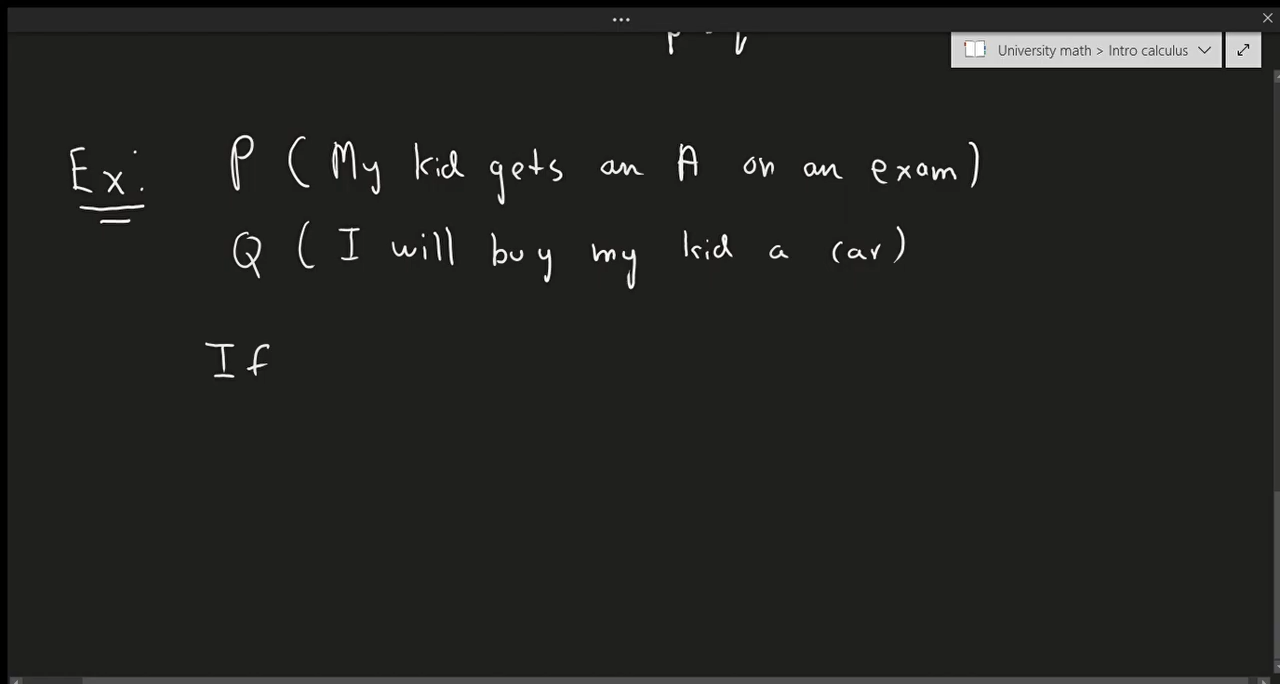 University math > Intro calculus
Ex: P (My kid gets an A on an exam)
Q (I will buy my kid a car)
If